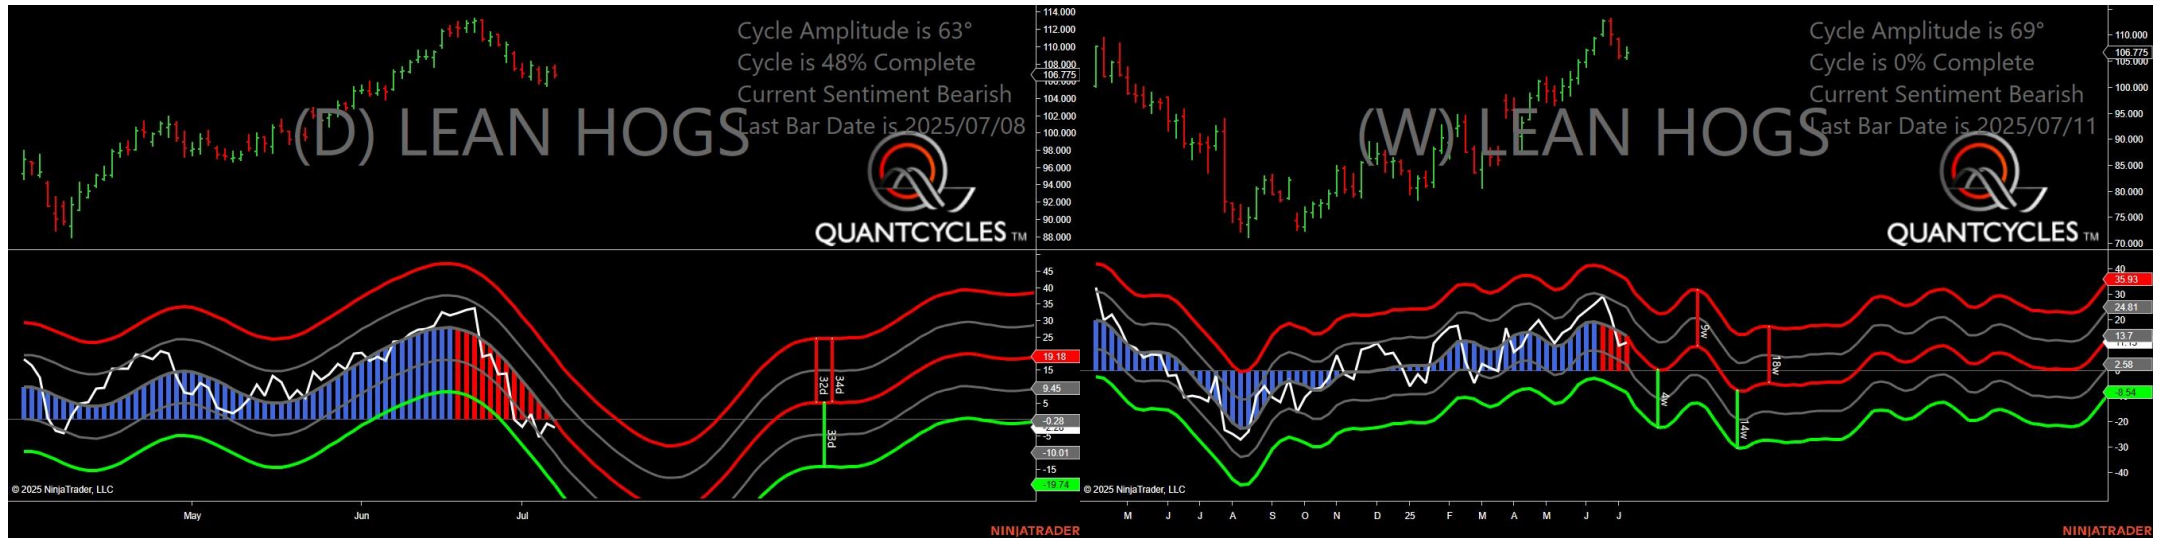 Cycle Amplitude is 63°
Cycle is 48% Complete
Current Sentiment Bearish
Last Bar Date is 2025/07/08
(D) LEAN HOGS
QUANTCYCLES TM
114.000
112.000
110.000
108.000
106.775
104.000
102.000
100.000
98.000
96.000
94.000
92.000
90.000
88.000
45
40
35
30
25
19.18
15
9.45
5
-0.28
-5
-10.01
-15
-19.74
32d
34d
33d
© 2025 NinjaTrader, LLC
May
Jun
Jul
NINJATRADER
Cycle Amplitude is 69°
Cycle is 0% Complete
Current Sentiment Bearish
Last Bar Date is 2025/07/11
(W) LEAN HOGS
QUANTCYCLES TM
110.000
106.775
105.000
100.000
95.000
90.000
85.000
80.000
75.000
70.000
40
35.93
30
24.81
20
13.7
2.58
0
-8.54
-20
-30
-40
9w
18w
4w
14w
© 2025 NinjaTrader, LLC
M
J
J
A
S
O
N
D
25
F
M
A
M
J
J
NINJATRADER